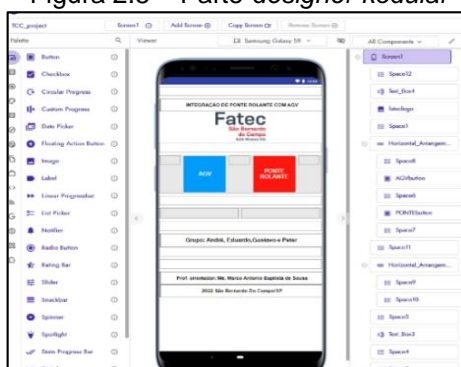 Figura 2.8 – Parte designer kodular
TCC_project Screen1 Add Screen Copy Screen Remove Screen
Palette Viewer Samsung Galaxy S9 All Components
Button
Checkbox
Circular Progress
Custom Progress
Date Picker
Floating Action Button
Image
Label
Linear Progressbar
List Picker
Notifier
Radio Button
Rating Bar
Slider
Snackbar
Spinner
Spotlight
State Progress Bar
INTEGRAÇÃO DE PONTE ROLANTE COM AGV
Fatec
São Bernardo
do Campo
AGV
PONTE
ROLANTE
Grupo: André, Eduardo,Gustavo e Peter
Prof. orientador: Me. Marco Antonio Baptista de Sousa
2022 São Bernardo Do Campo/SP
Screen1
Space12
Text_Box4
fateclogo
Space1
Horizontal_Arrangem...
Space8
AGVbutton
Space6
PONTEbutton
Space7
Space11
Horizontal_Arrangem...
Space9
Space10
Text_Box3
Space4